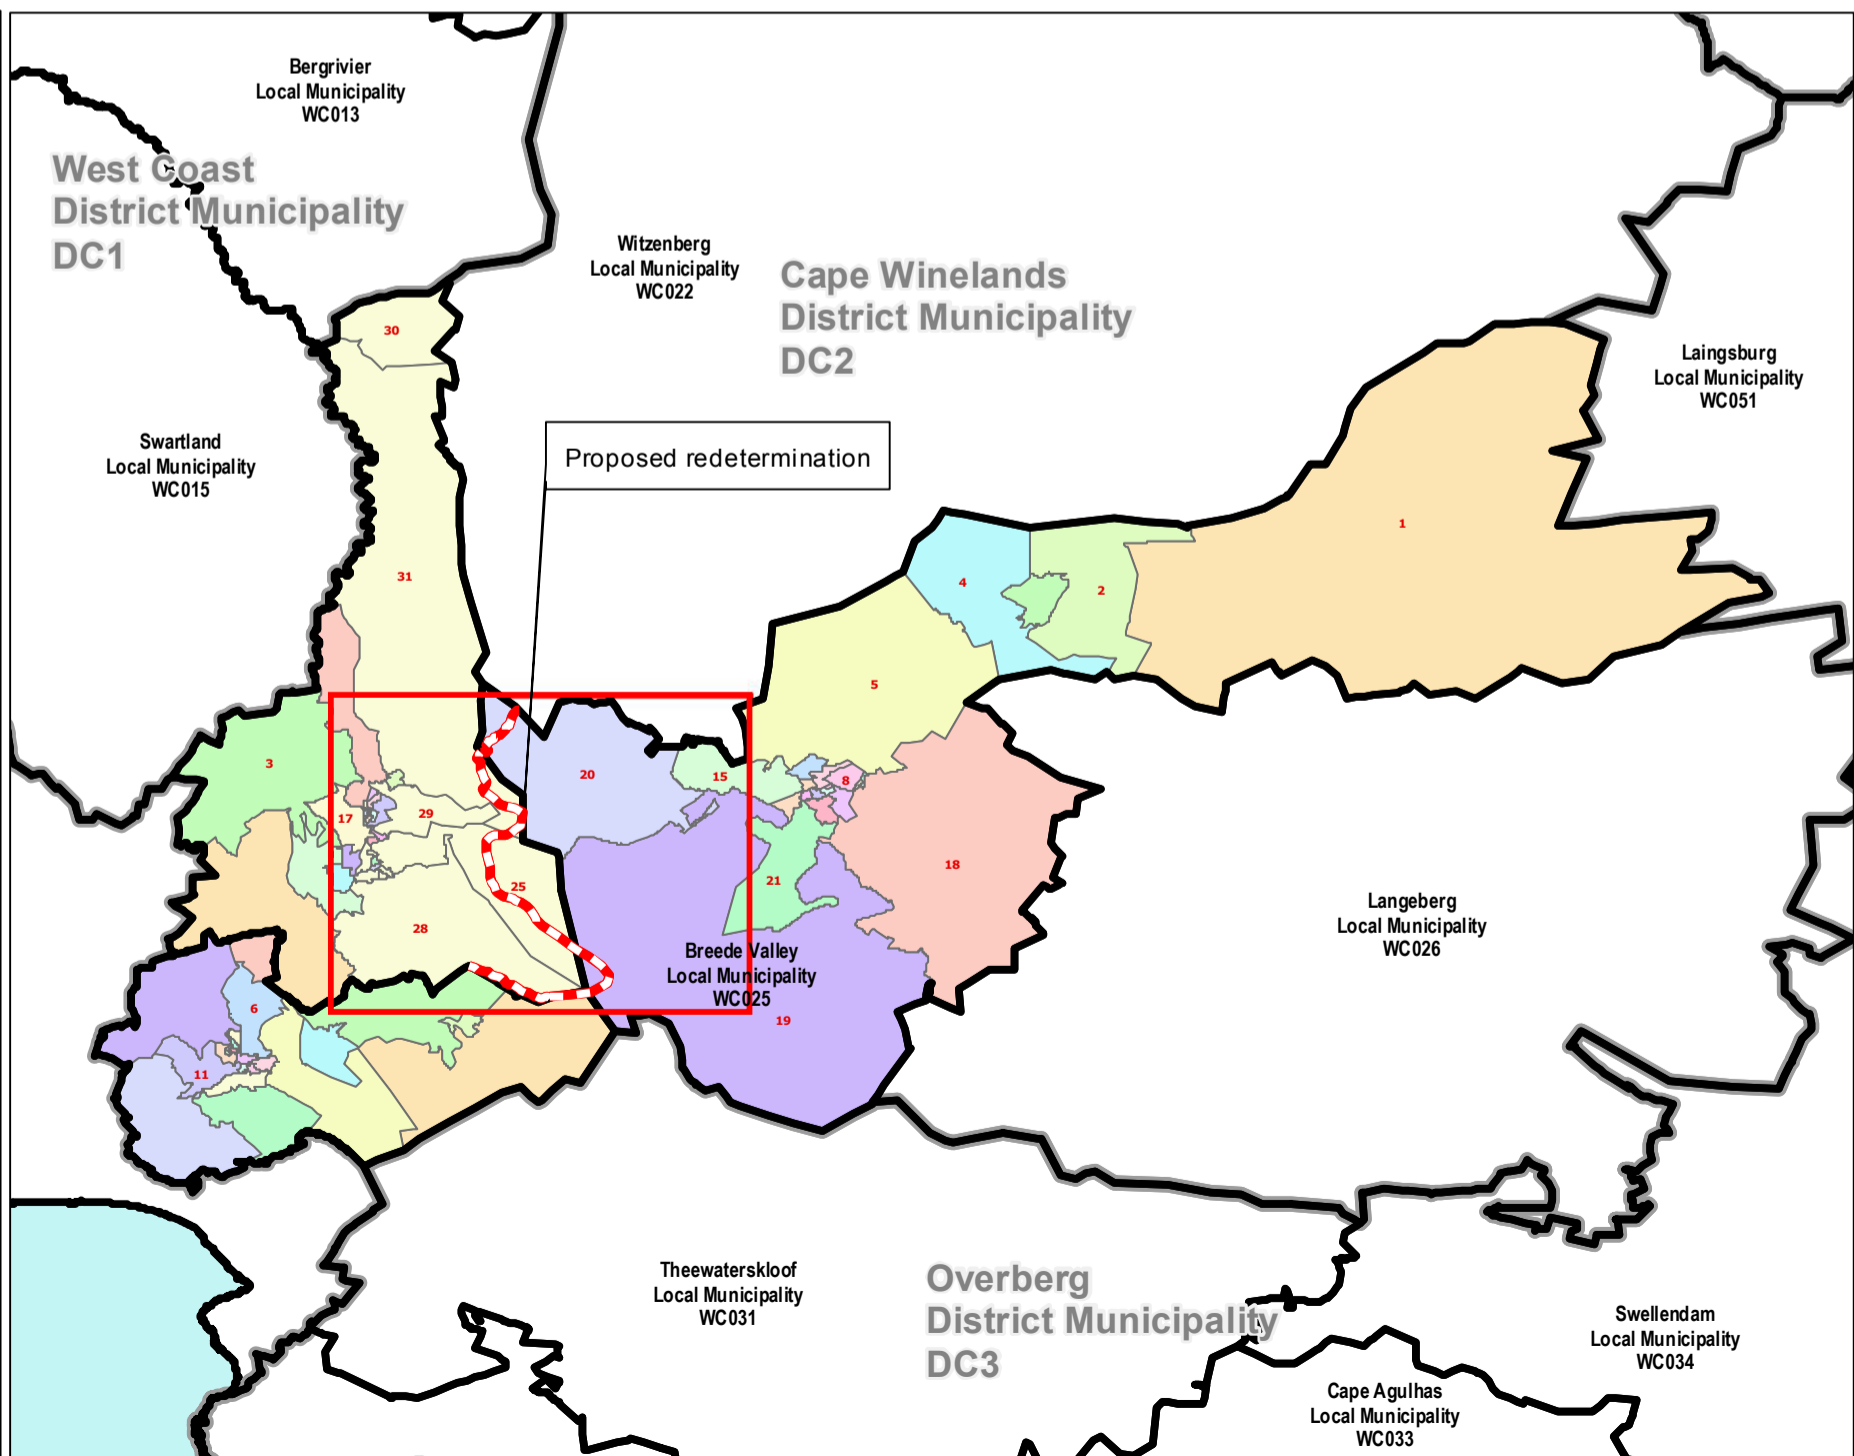 Bergrivier
Local Municipality
WC013
West Coast
District Municipality
DC1
Witzenberg
Local Municipality
WC022
Cape Winelands
District Municipality
DC2
30
Laingsburg
Local Municipality
WC051
Swartland
Local Municipality
WC015
Proposed redetermination
1
31
4
2
5
3
20
15
8
17
29
18
21
25
28
Langeberg
Local Municipality
WC026
Breede Valley
Local Municipality
WC025
19
6
11
Theewaterskloof
Local Municipality
WC031
Overberg
District Municipality
DC3
Swellendam
Local Municipality
WC034
Cape Agulhas
Local Municipality
WC033